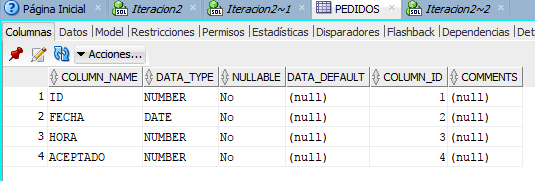 Página Inicial Iteracion2 Iteracion2~1 PEDIDOS Iteracion2~2
Columnas Datos Model Restricciones Permisos Estadísticas Disparadores Flashback Dependencias Det
Acciones...
COLUMN_NAME DATA_TYPE NULLABLE DATA_DEFAULT COLUMN_ID COMMENTS
1 ID NUMBER No (null) 1 (null)
2 FECHA DATE No (null) 2 (null)
3 HORA NUMBER No (null) 3 (null)
4 ACEPTADO NUMBER No (null) 4 (null)